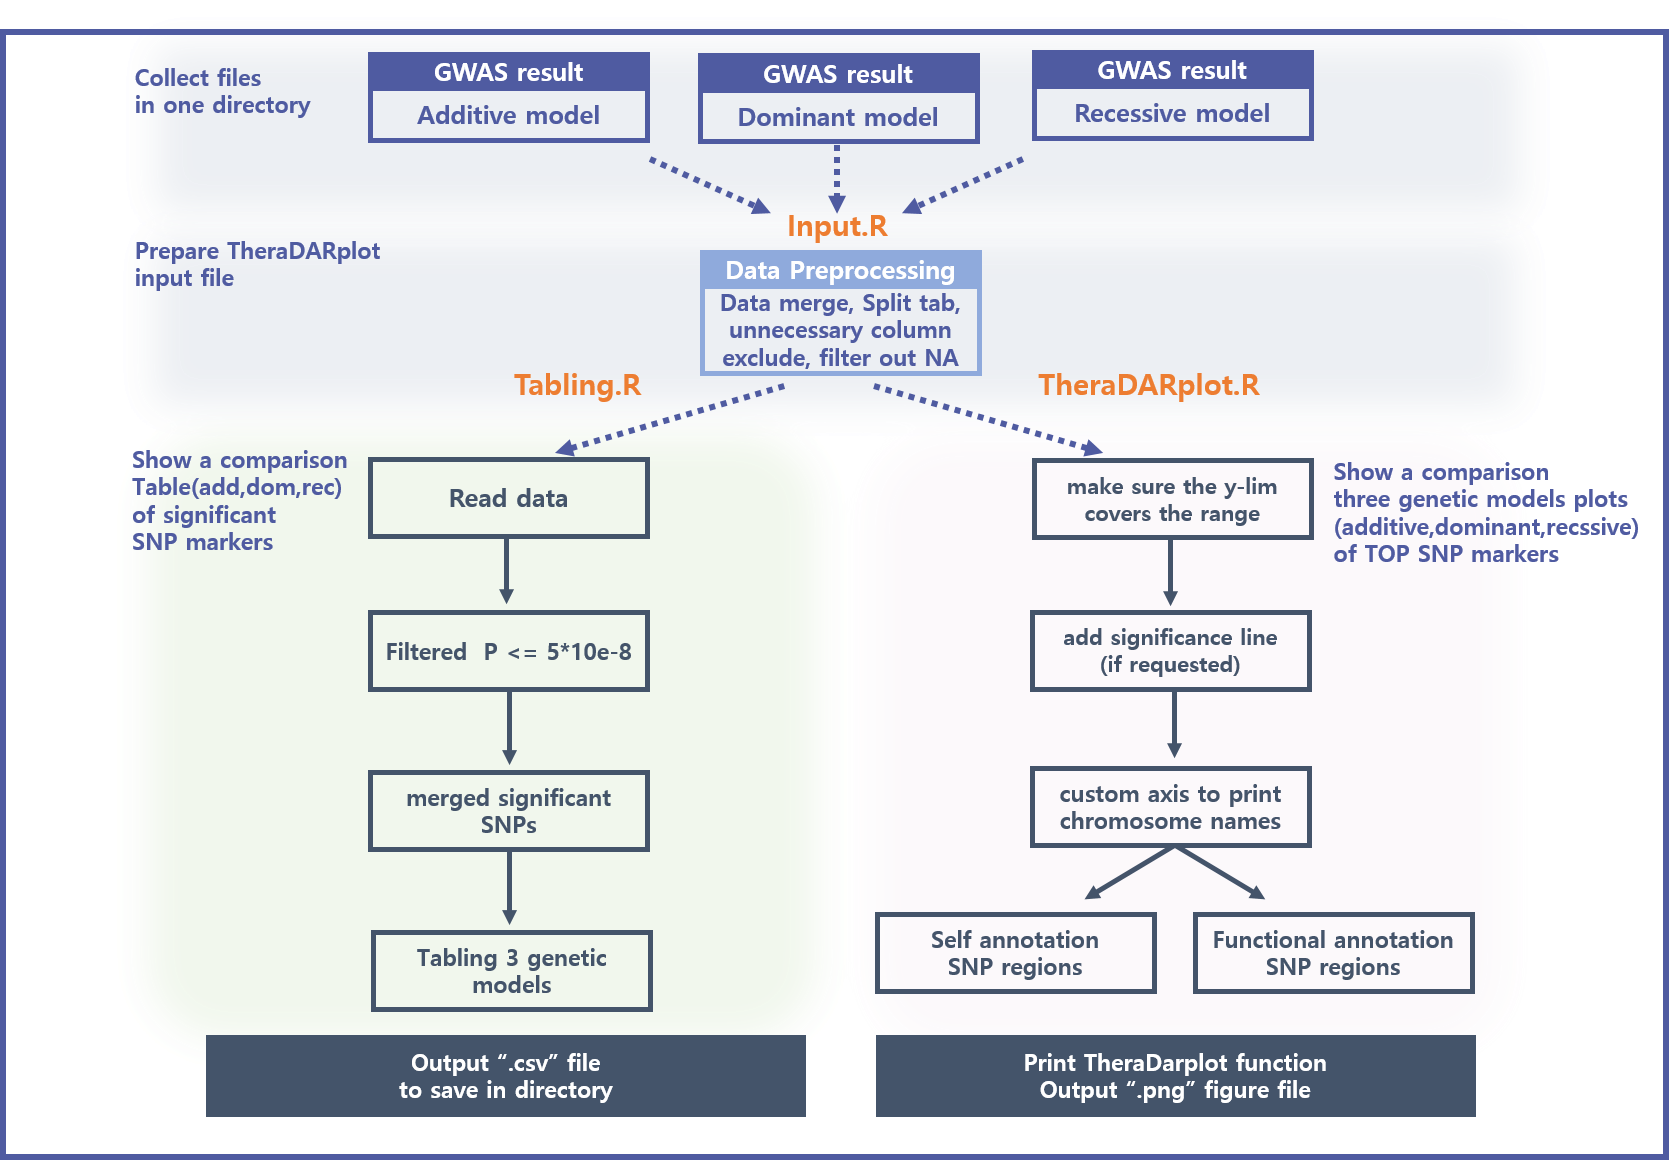 Collect files
in one directory
GWAS result
Additive model
GWAS result
Dominant model
GWAS result
Recessive model
Input.R
Prepare TheraDARplot
input file
Data Preprocessing
Data merge, Split tab,
unnecessary column
exclude, filter out NA
Tabling.R
TheraDARplot.R
Show a comparison
Table(add,dom,rec)
of significant
SNP markers
Read data
Filtered  P <= 5*10e-8
merged significant
SNPs
Tabling 3 genetic
models
Output “.csv” file
to save in directory
make sure the y-lim
covers the range
Show a comparison
three genetic models plots
(additive,dominant,recssive)
of TOP SNP markers
add significance line
(if requested)
custom axis to print
chromosome names
Self annotation
SNP regions
Functional annotation
SNP regions
Print TheraDarplot function
Output “.png” figure file